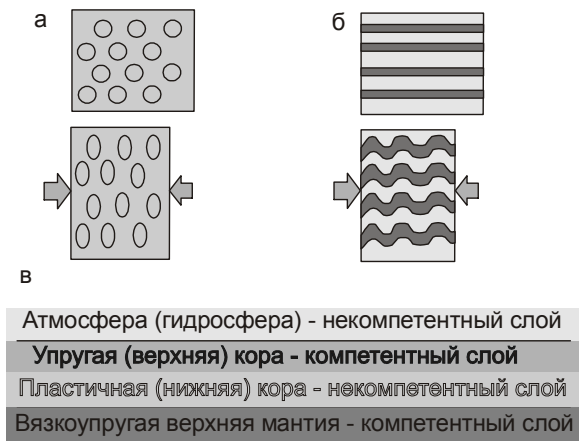 а
б
в
Атмосфера (гидросфера) - некомпетентный слой
Упругая (верхняя) кора - компетентный слой
Пластичная (нижняя) кора - некомпетентный слой
Вязкоупругая верхняя мантия - компетентный слой